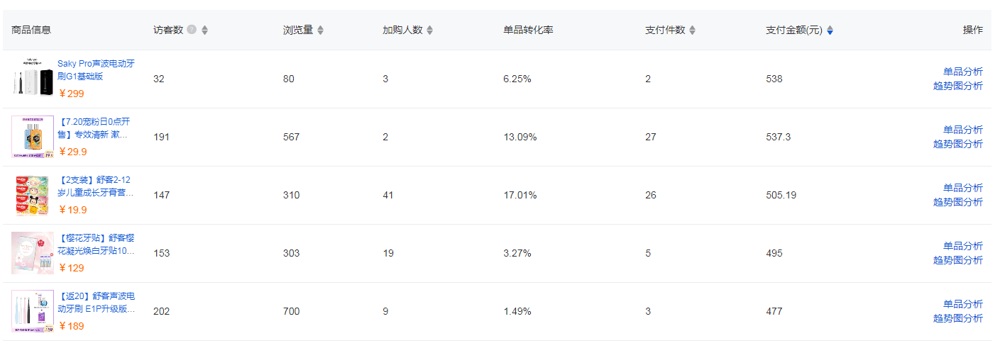 商品信息 访客数 ? 浏览量 加购人数 单品转化率 支付件数 支付金额(元) 操作
Saky Pro声波电动牙
刷G1基础版
￥299
32 80 3 6.25% 2 538
单品分析
趋势图分析
【7.20宠粉日0点开
售】专效清新 漱...
￥29.9
191 567 2 13.09% 27 537.3
单品分析
趋势图分析
【2支装】舒客2-12
岁儿童成长牙膏营...
￥19.9
147 310 41 17.01% 26 505.19
单品分析
趋势图分析
【樱花牙贴】舒客樱
花凝光焕白牙贴10...
￥129
153 303 19 3.27% 5 495
单品分析
趋势图分析
【返20】舒客声波电
动牙刷 E1P升级版...
￥189
202 700 9 1.49% 3 477
单品分析
趋势图分析